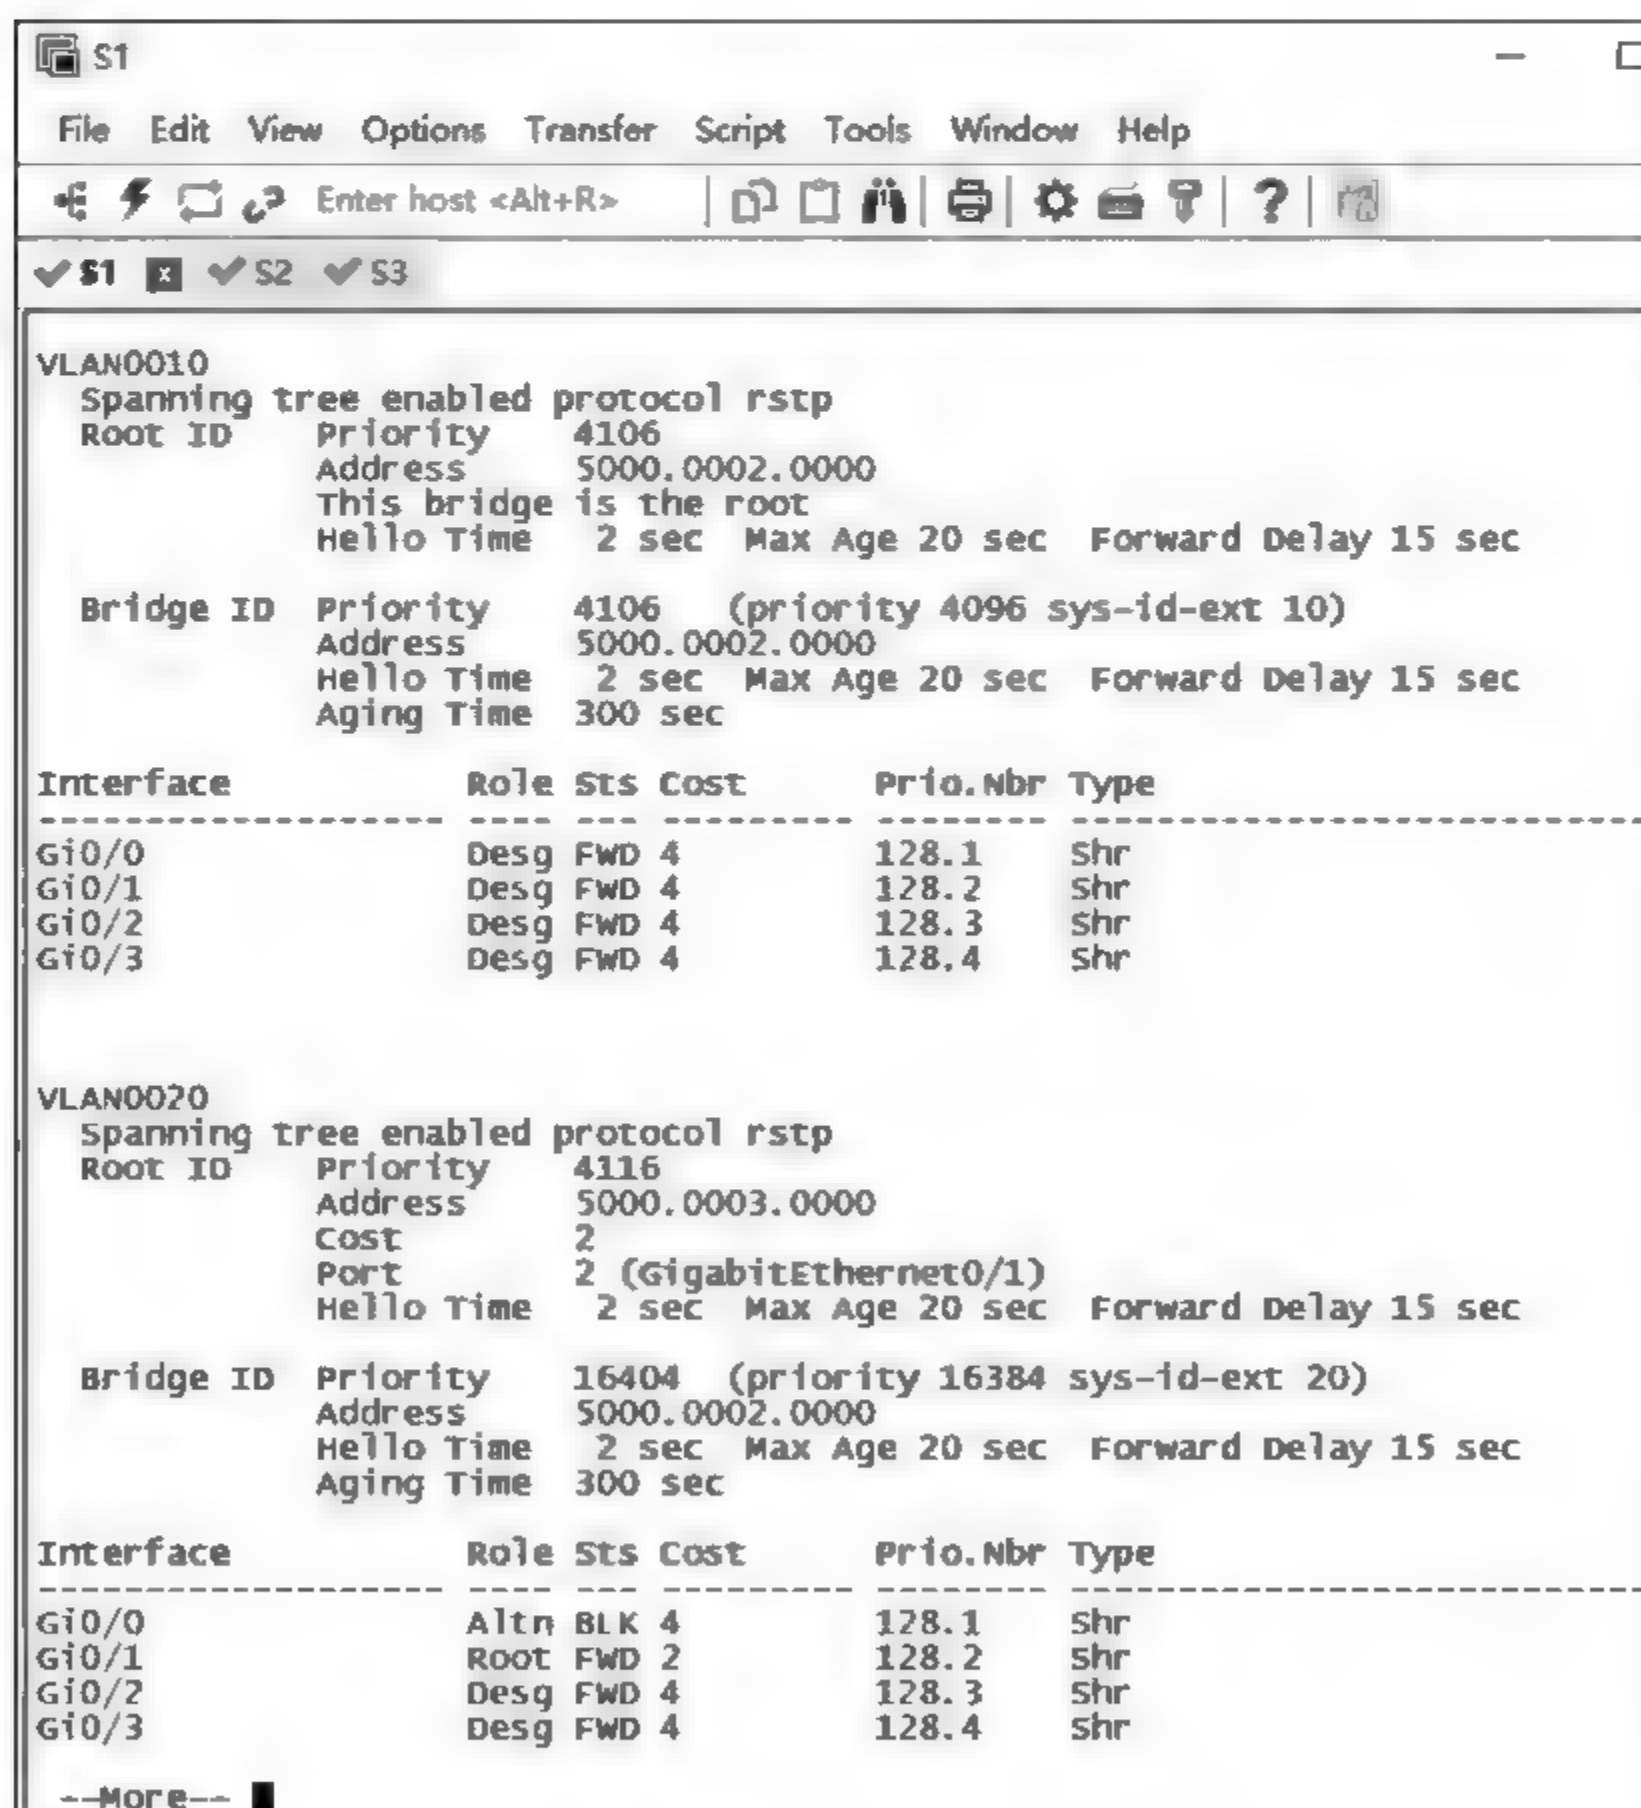 S1
File Edit View Options Transfer Script Tools Window Help
Enter host <Alt+R>
S1 S2 S3
VLAN0010
Spanning tree enabled protocol rstp
Root ID Priority 4106
Address 5000.0002.0000
This bridge is the root
Hello Time 2 sec Max Age 20 sec Forward Delay 15 sec
Bridge ID Priority 4106 (priority 4096 sys-id-ext 10)
Address 5000.0002.0000
Hello Time 2 sec Max Age 20 sec Forward Delay 15 sec
Aging Time 300 sec
Interface Role Sts Cost Prio.Nbr Type
------------------- ---- --- --------- -------- --------------------------------
Gi0/0 Desg FWD 4 128.1 Shr
Gi0/1 Desg FWD 4 128.2 Shr
Gi0/2 Desg FWD 4 128.3 Shr
Gi0/3 Desg FWD 4 128.4 Shr
VLAN0020
Spanning tree enabled protocol rstp
Root ID Priority 4116
Address 5000.0003.0000
Cost 2
Port 2 (GigabitEthernet0/1)
Hello Time 2 sec Max Age 20 sec Forward Delay 15 sec
Bridge ID Priority 16404 (priority 16384 sys-id-ext 20)
Address 5000.0002.0000
Hello Time 2 sec Max Age 20 sec Forward Delay 15 sec
Aging Time 300 sec
Interface Role Sts Cost Prio.Nbr Type
------------------- ---- --- --------- -------- --------------------------------
Gi0/0 Altn BLK 4 128.1 Shr
Gi0/1 Root FWD 2 128.2 Shr
Gi0/2 Desg FWD 4 128.3 Shr
Gi0/3 Desg FWD 4 128.4 Shr
--More--